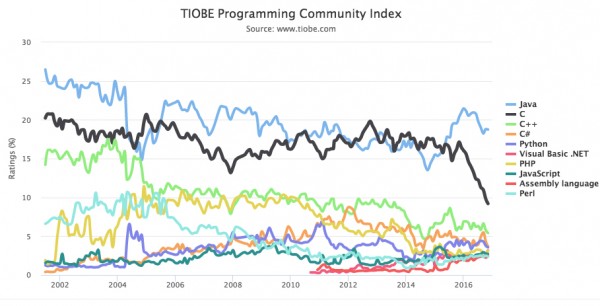 TIOBE Programming Community Index
Source: www.tiobe.com
Ratings (%)
30
25
20
15
10
5
0
2002
2004
2006
2008
2010
2012
2014
2016
Java
C
C++
C#
Python
Visual Basic .NET
PHP
JavaScript
Assembly language
Perl